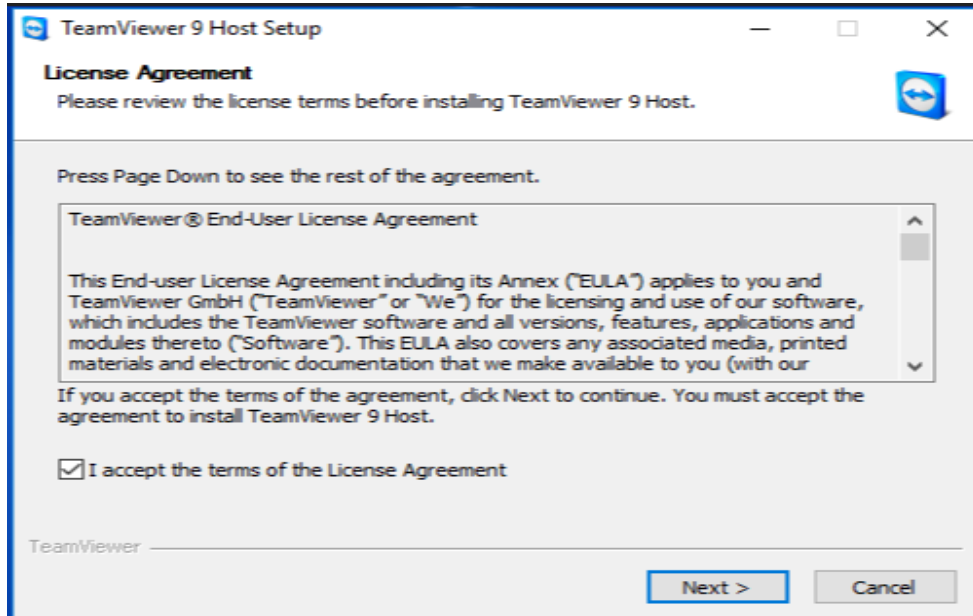 TeamViewer 9 Host Setup
License Agreement
Please review the license terms before installing TeamViewer 9 Host.
Press Page Down to see the rest of the agreement.
TeamViewer® End-User License Agreement
This End-user License Agreement including its Annex ("EULA") applies to you and
TeamViewer GmbH ("TeamViewer" or "We") for the licensing and use of our software,
which includes the TeamViewer software and all versions, features, applications and
modules thereto ("Software"). This EULA also covers any associated media, printed
materials and electronic documentation that we make available to you (with our
If you accept the terms of the agreement, click Next to continue. You must accept the
agreement to install TeamViewer 9 Host.
I accept the terms of the License Agreement
TeamViewer
Next >
Cancel